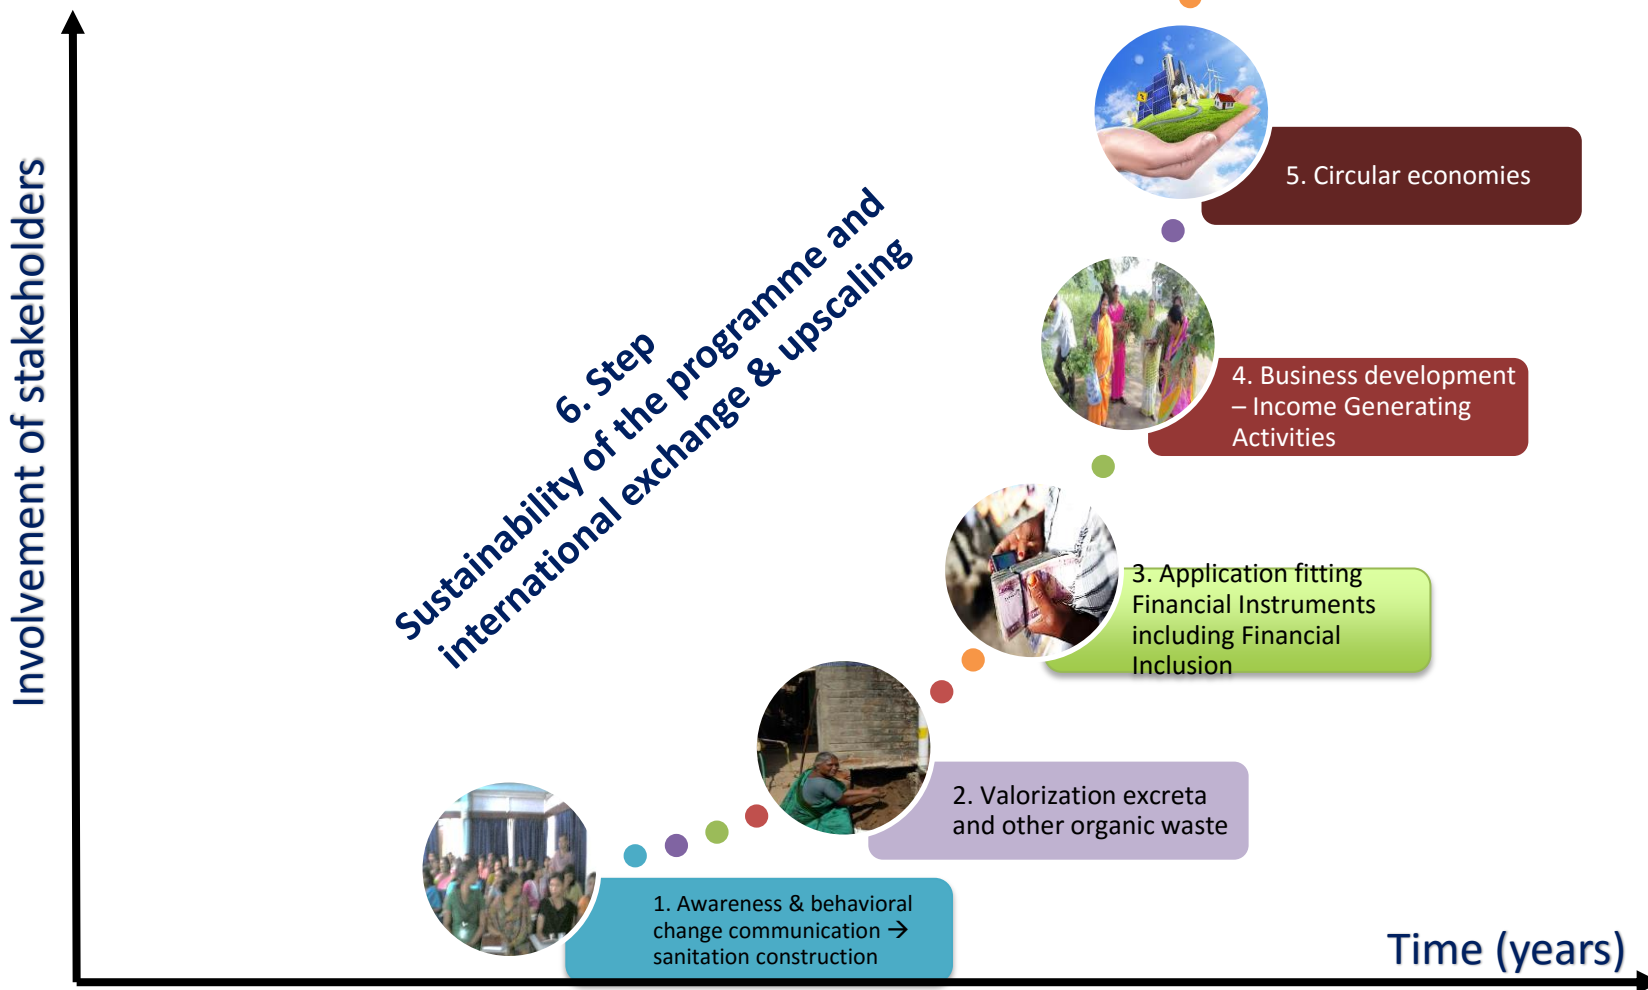 Involvement of stakeholders
6. Step
Sustainability of the programme and
international exchange & upscaling
5. Circular economies
4. Business development
– Income Generating
Activities
3. Application fitting
Financial Instruments
including Financial
Inclusion
2. Valorization excreta
and other organic waste
1. Awareness & behavioral
change communication →
sanitation construction
Time (years)